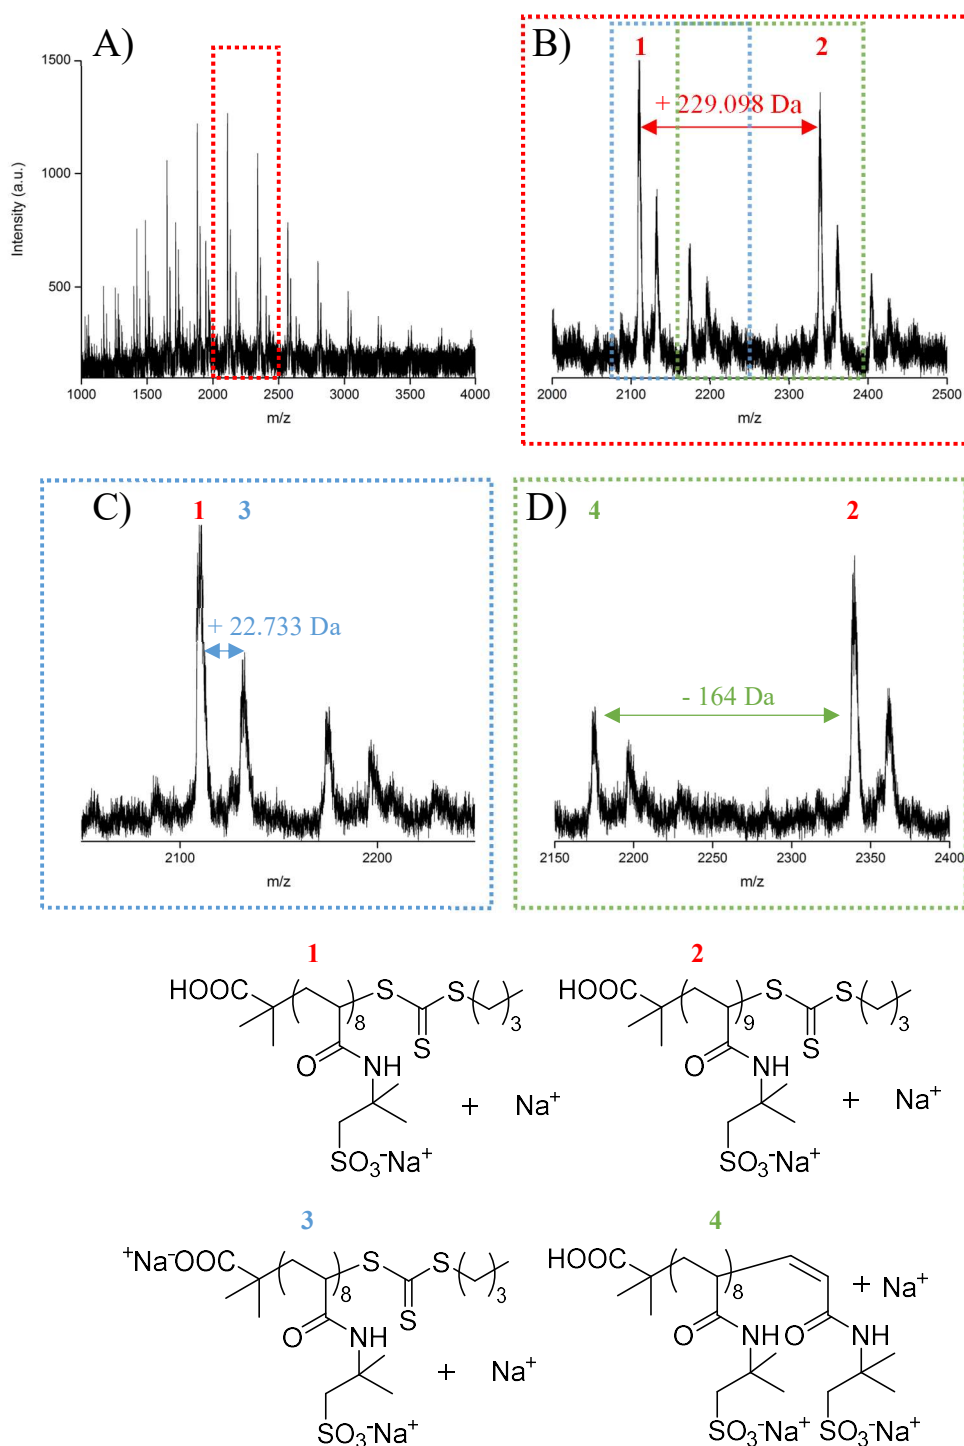 A)
1500
1000
500
Intensity (a.u.)
1000 1500 2000 2500 3000 3500 4000
m/z
B)
1 2
+ 229.098 Da
2000 2100 2200 2300 2400 2500
m/z
C)
1 3
+ 22.733 Da
2100 2200
m/z
D)
4 2
- 164 Da
2150 2200 2250 2300 2350 2400
m/z
1
HOOC
8
S
S
S
3
O
NH
SO3-Na+
+ Na+
2
HOOC
9
S
S
S
3
O
NH
SO3-Na+
+ Na+
3
+Na-OOC
8
S
S
S
3
O
NH
SO3-Na+
+ Na+
4
HOOC
8
O
NH
SO3-Na+
O
NH
SO3-Na+
+ Na+